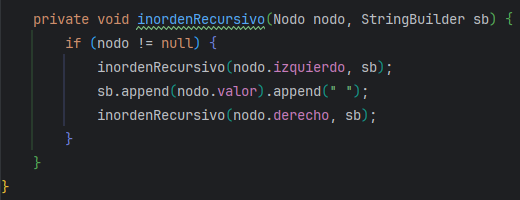 private void inordenRecursivo(Nodo nodo, StringBuilder sb) {
if (nodo != null) {
inordenRecursivo(nodo.izquierdo, sb);
sb.append(nodo.valor).append(" ");
inordenRecursivo(nodo.derecho, sb);
}
}
}